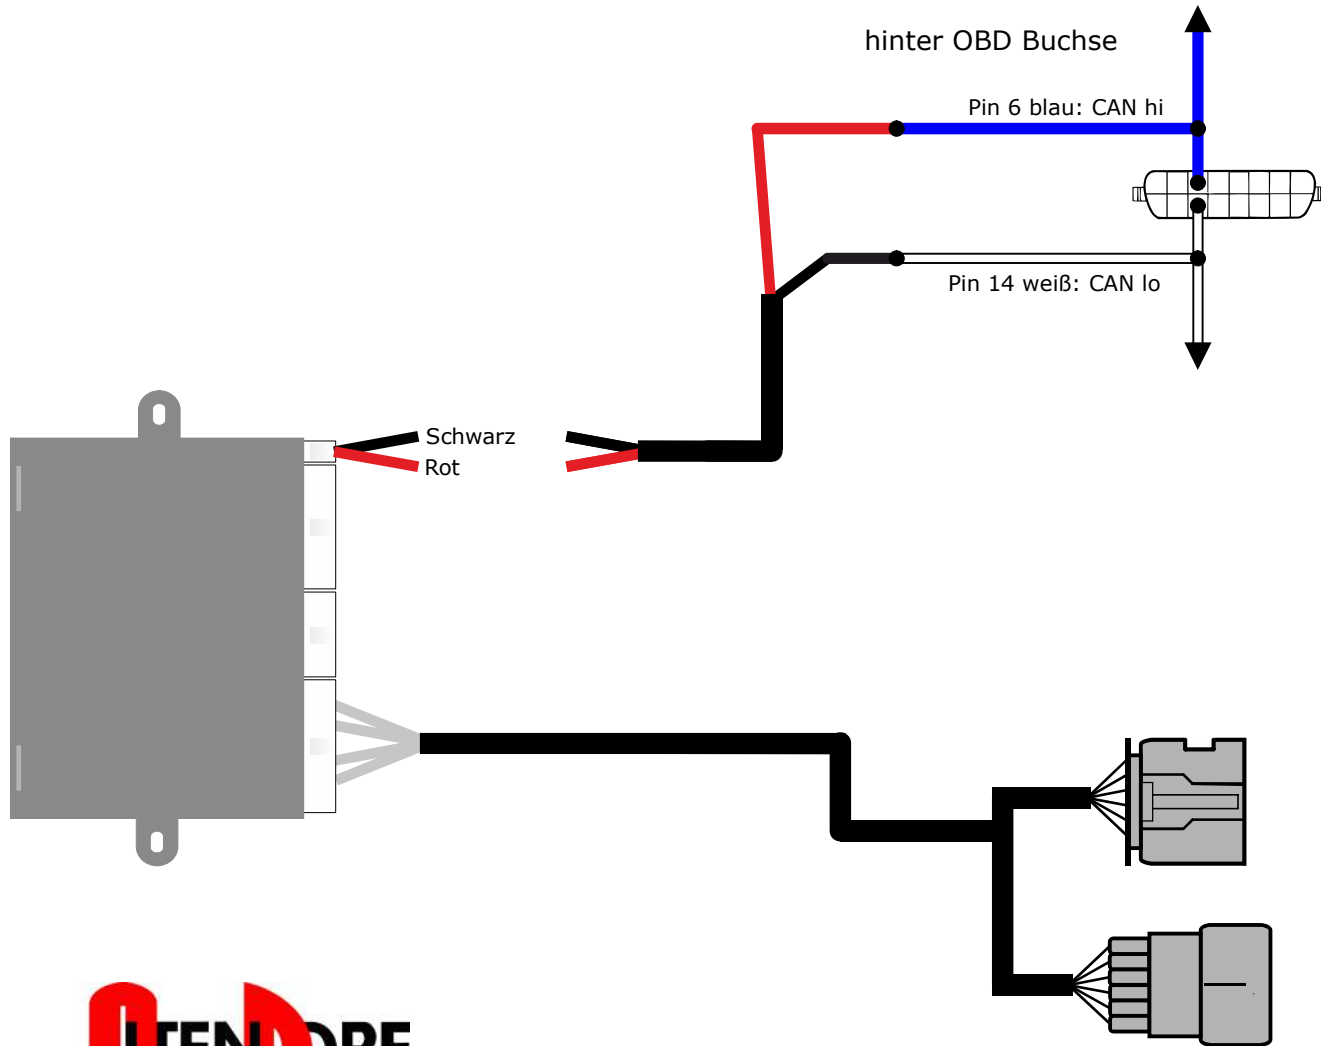 hinter OBD Buchse
Pin 6 blau: CAN hi
Pin 14 weiß: CAN lo
Schwarz
Rot